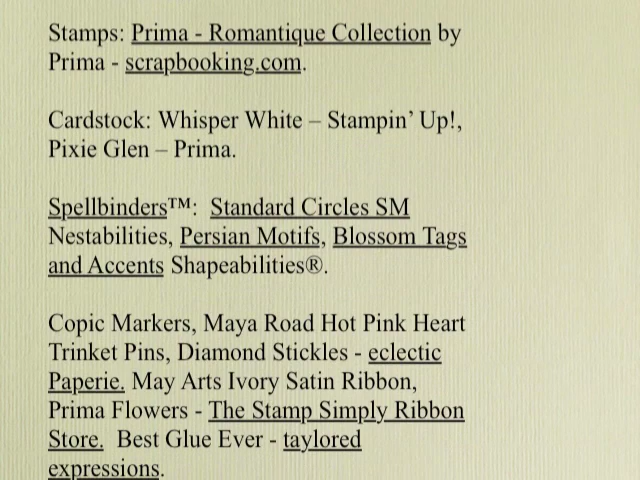 Stamps: Prima - Romantique Collection by
Prima - scrapbooking.com.
Cardstock: Whisper White – Stampin’ Up!,
Pixie Glen – Prima.
Spellbinders™:  Standard Circles SM
Nestabilities, Persian Motifs, Blossom Tags
and Accents Shapeabilities®.
Copic Markers, Maya Road Hot Pink Heart
Trinket Pins, Diamond Stickles - eclectic
Paperie. May Arts Ivory Satin Ribbon,
Prima Flowers - The Stamp Simply Ribbon
Store.  Best Glue Ever - taylored
expressions.